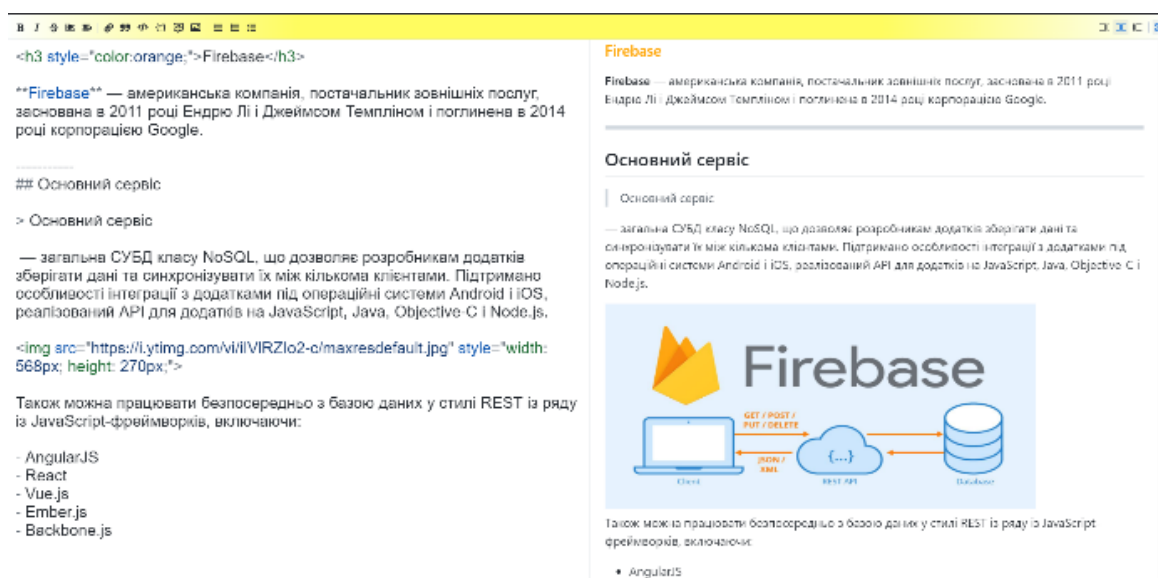 <h3 style="color:orange;">Firebase</h3>
**Firebase** — американська компанія, постачальник зовнішніх послуг,
заснована в 2011 році Ендрю Лі і Джеймсом Темпліном і поглинена в 2014
році корпорацією Google.
## Основний сервіс
> Основний сервіс
— загальна СУБД класу NoSQL, що дозволяє розробникам додатків
зберігати дані та синхронізувати їх між кількома клієнтами. Підтримано
особливості інтеграції з додатками під операційні системи Android і iOS,
реалізований API для додатків на JavaScript, Java, Objective-C і Node.js.
<img src="https://i.ytimg.com/vi/ilVIRZIo2-c/maxresdefault.jpg" style="width:
568px; height: 270px;">
Також можна працювати безпосередньо з базою даних у стилі REST із ряду
із JavaScript-фреймворків, включаючи:
- AngularJS
- React
- Vue.js
- Ember.js
- Backbone.js
Firebase
Firebase — американська компанія, постачальник зовнішніх послуг, заснована в 2011 році
Ендрю Лі і Джеймсом Темпліном і поглинена в 2014 році корпорацією Google.
Основний сервіс
Основний сервіс
— загальна СУБД класу NoSQL, що дозволяє розробникам додатків зберігати дані та
синхронізувати їх між кількома клієнтами. Підтримано особливості інтеграції з додатками під
операційні системи Android і iOS, реалізований API для додатків на JavaScript, Java, Objective-C і
Node.js.
Firebase
GET / POST /
PUT / DELETE
{...}
JSON /
XML
Client
REST API
Database
Також можна працювати безпосередньо з базою даних у стилі REST із ряду із JavaScript
фреймворків, включаючи:
• AngularJS